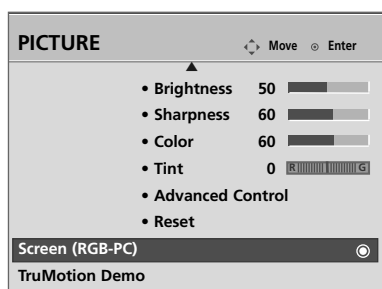 PICTURE Move Enter
• Brightness 50
• Sharpness 60
• Color 60
• Tint 0 R G
• Advanced Control
• Reset
Screen (RGB-PC)
TruMotion Demo